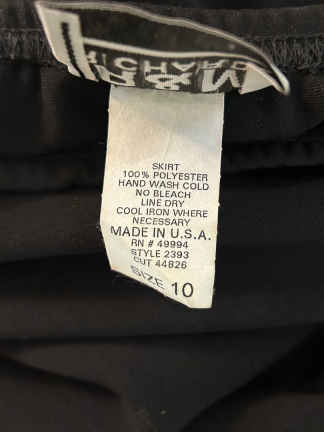 R&M
RICHARDS
SKIRT
100% POLYESTER
HAND WASH COLD
NO BLEACH
LINE DRY
COOL IRON WHERE
NECESSARY
MADE IN U.S.A.
RN # 49994
STYLE 2393
CUT 44826
SIZE 10